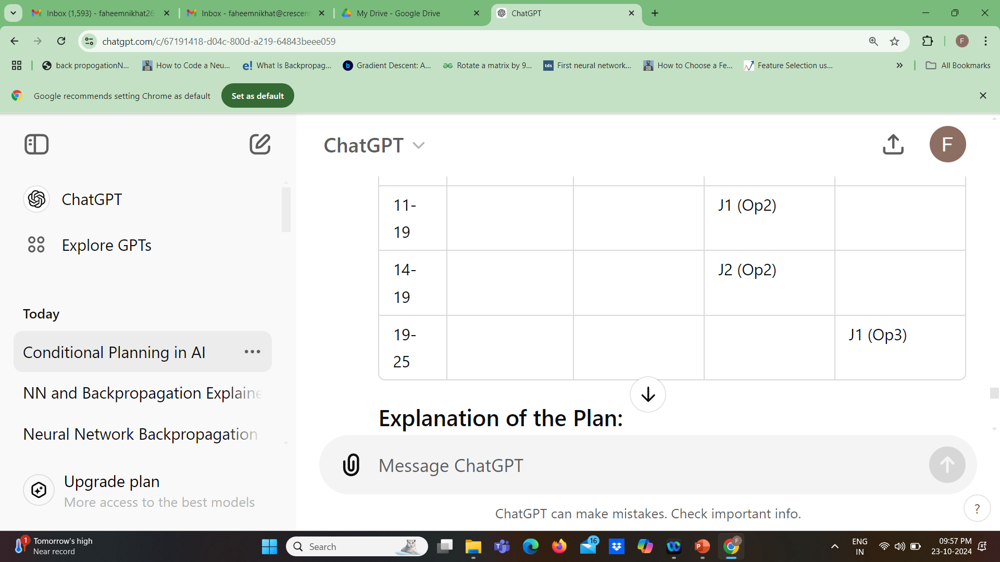 Inbox (1,593) - faheemnikhat26
Inbox - faheemnikhat@crescent
My Drive - Google Drive
ChatGPT
chatgpt.com/c/67191418-d04c-800d-a219-64843beee059
F
back propogationN...
How to Code a Neu...
e! What Is Backpropag...
b Gradient Descent: A...
Rotate a matrix by 9...
tds First neural network...
How to Choose a Fe...
Feature Selection us...
All Bookmarks
Google recommends setting Chrome as default
Set as default
ChatGPT
F
ChatGPT
Explore GPTs
Today
Conditional Planning in AI
NN and Backpropagation Explaine
Neural Network Backpropagation
Upgrade plan
More access to the best models
11-
19
J1 (Op2)
14-
19
J2 (Op2)
19-
25
J1 (Op3)
Explanation of the Plan:
Message ChatGPT
ChatGPT can make mistakes. Check important info.
?
1
Tomorrow's high
Near record
Search
16
P
F
ENG
IN
09:57 PM
23-10-2024